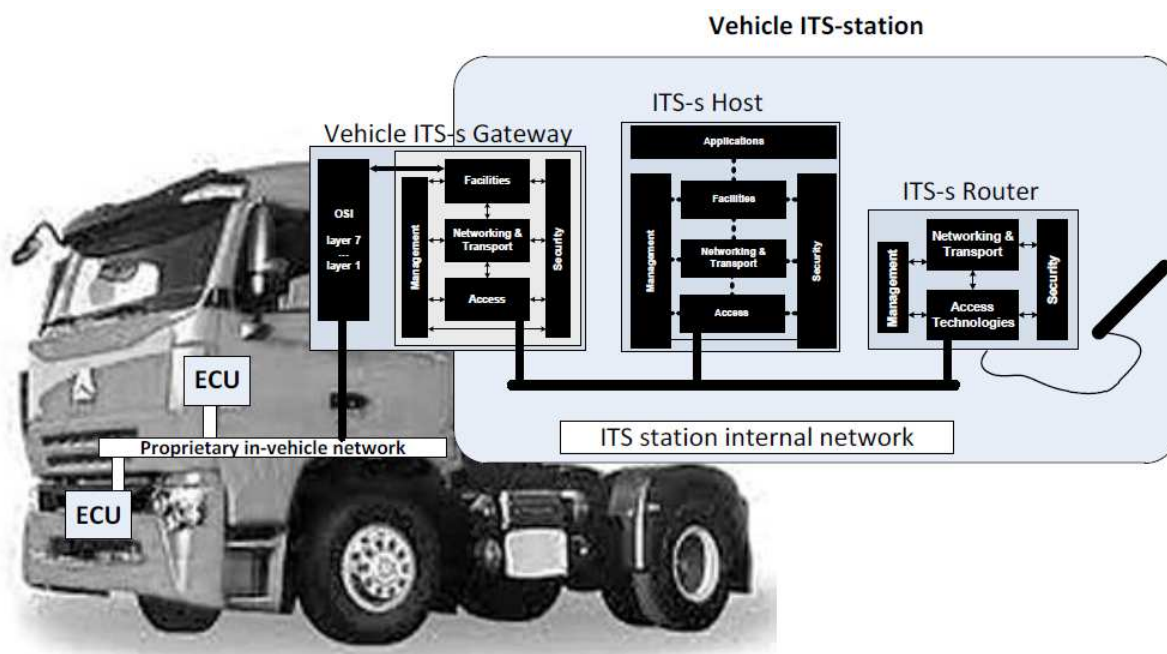 Vehicle ITS-station
ITS-s Host
Vehicle ITS-s Gateway
Applications
ITS-s Router
OSI
layer 7
...
layer 1
Facilities
Networking &
Transport
Access
Management
Security
Facilities
Networking
& Transport
Access
Management
Security
Networking &
Transport
Access
Technologies
Management
Security
ECU
Proprietary in-vehicle network
ITS station internal network
ECU